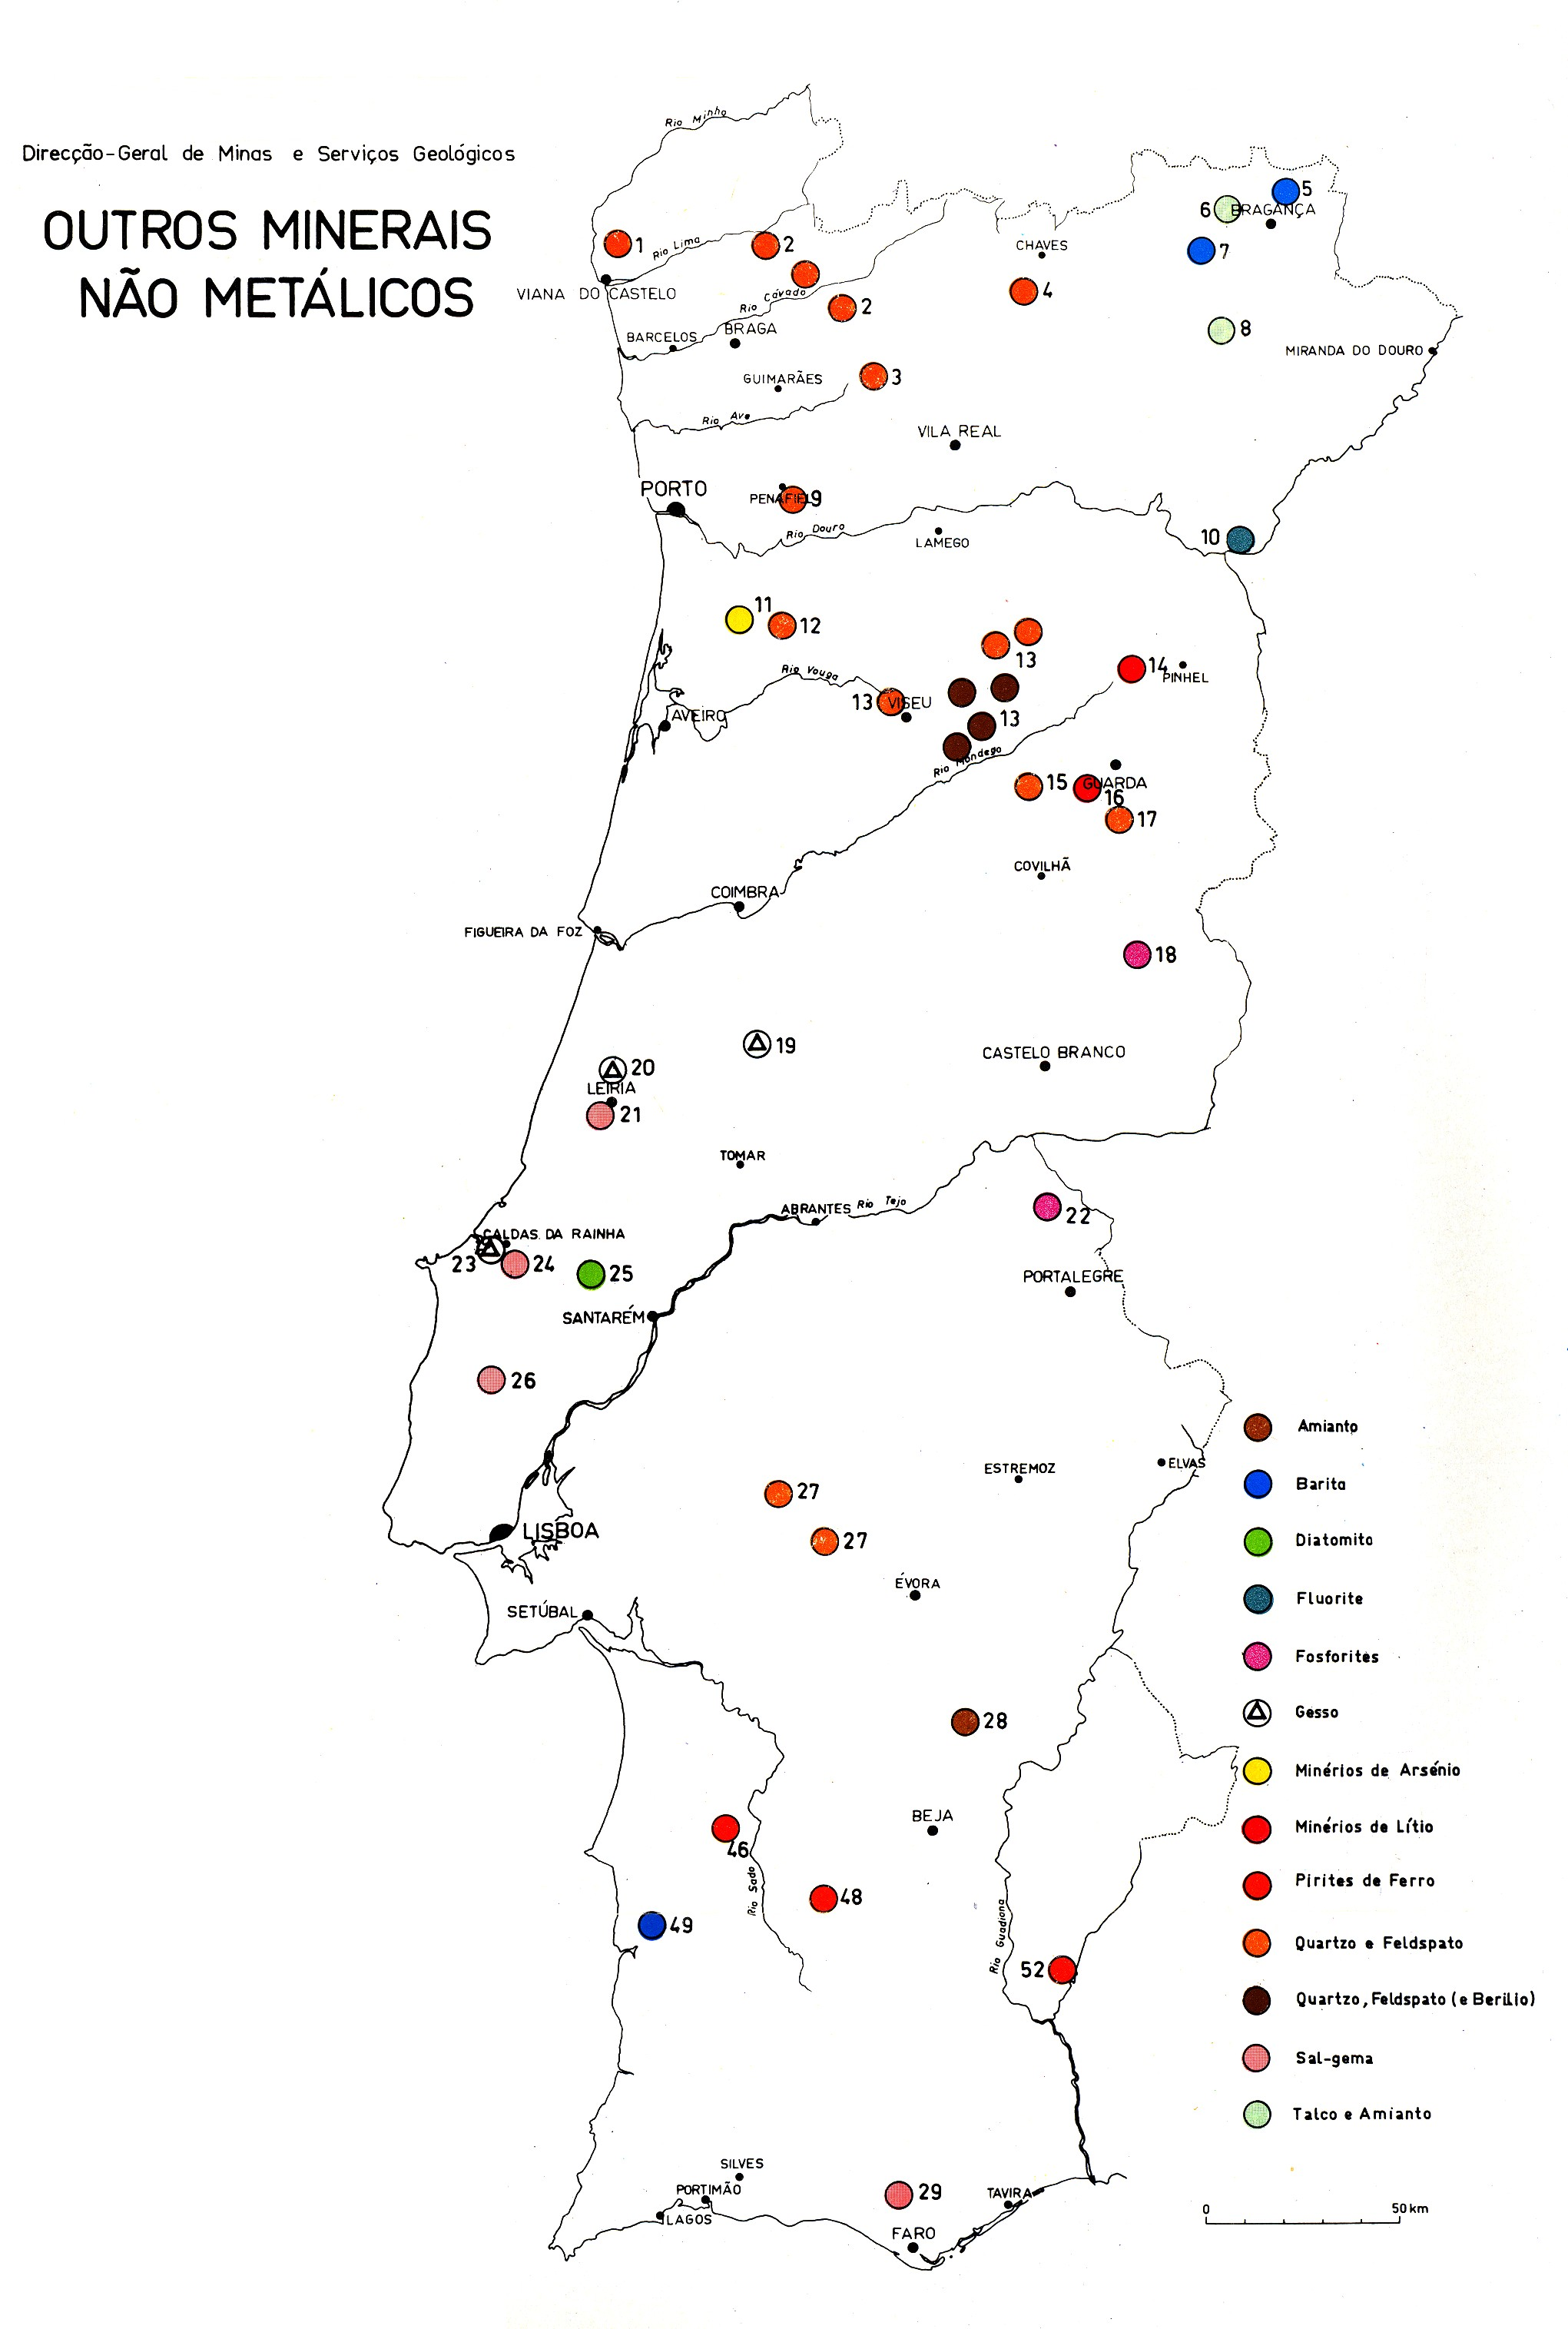 Direcção-Geral de Minas e Serviços Geológicos
OUTROS MINERAIS
NÃO METÁLICOS
Rio Minho
5
6
BRAGANÇA
1
Rio Lima
2
CHAVES
7
VIANA DO CASTELO
Rio Cávado
4
2
BARCELOS
BRAGA
8
MIRANDA DO DOURO
GUIMARÃES
3
Rio Ave
VILA REAL
PORTO
PENAFIEL
9
Rio Douro
LAMEGO
10
11
12
13
14
PINHEL
Rio Vouga
13
VISEU
AVEIRO
13
Rio Mondego
15
GUARDA
16
17
COVILHÃ
COIMBRA
FIGUEIRA DA FOZ
18
19
20
LEIRIA
CASTELO BRANCO
21
TOMAR
ABRANTES
Rio Tejo
22
CALDAS DA RAINHA
23
24
25
PORTALEGRE
SANTARÉM
26
ESTREMOZ
ELVAS
27
LISBOA
27
ÉVORA
SETÚBAL
28
BEJA
46
Rio Sado
48
49
Rio Guadiana
52
Amianto
Barita
Diatomito
Fluorite
Fosforites
Gesso
Minérios de Arsénio
Minérios de Lítio
Pirites de Ferro
Quartzo e Feldspato
Quartzo, Feldspato (e Berilio)
Sal-gema
Talco e Amianto
SILVES
PORTIMÃO
LAGOS
29
TAVIRA
FARO
0
50 km